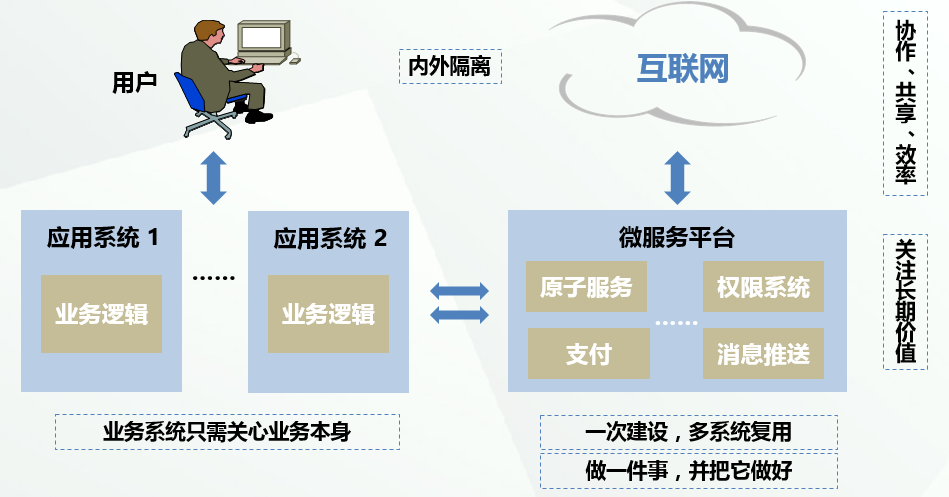 用户
内外隔离
互联网
协作、共享、效率
应用系统 1
……
应用系统 2
微服务平台
业务逻辑
业务逻辑
原子服务
权限系统
……
支付
消息推送
关注长期价值
业务系统只需关心业务本身
一次建设，多系统复用
做一件事，并把它做好